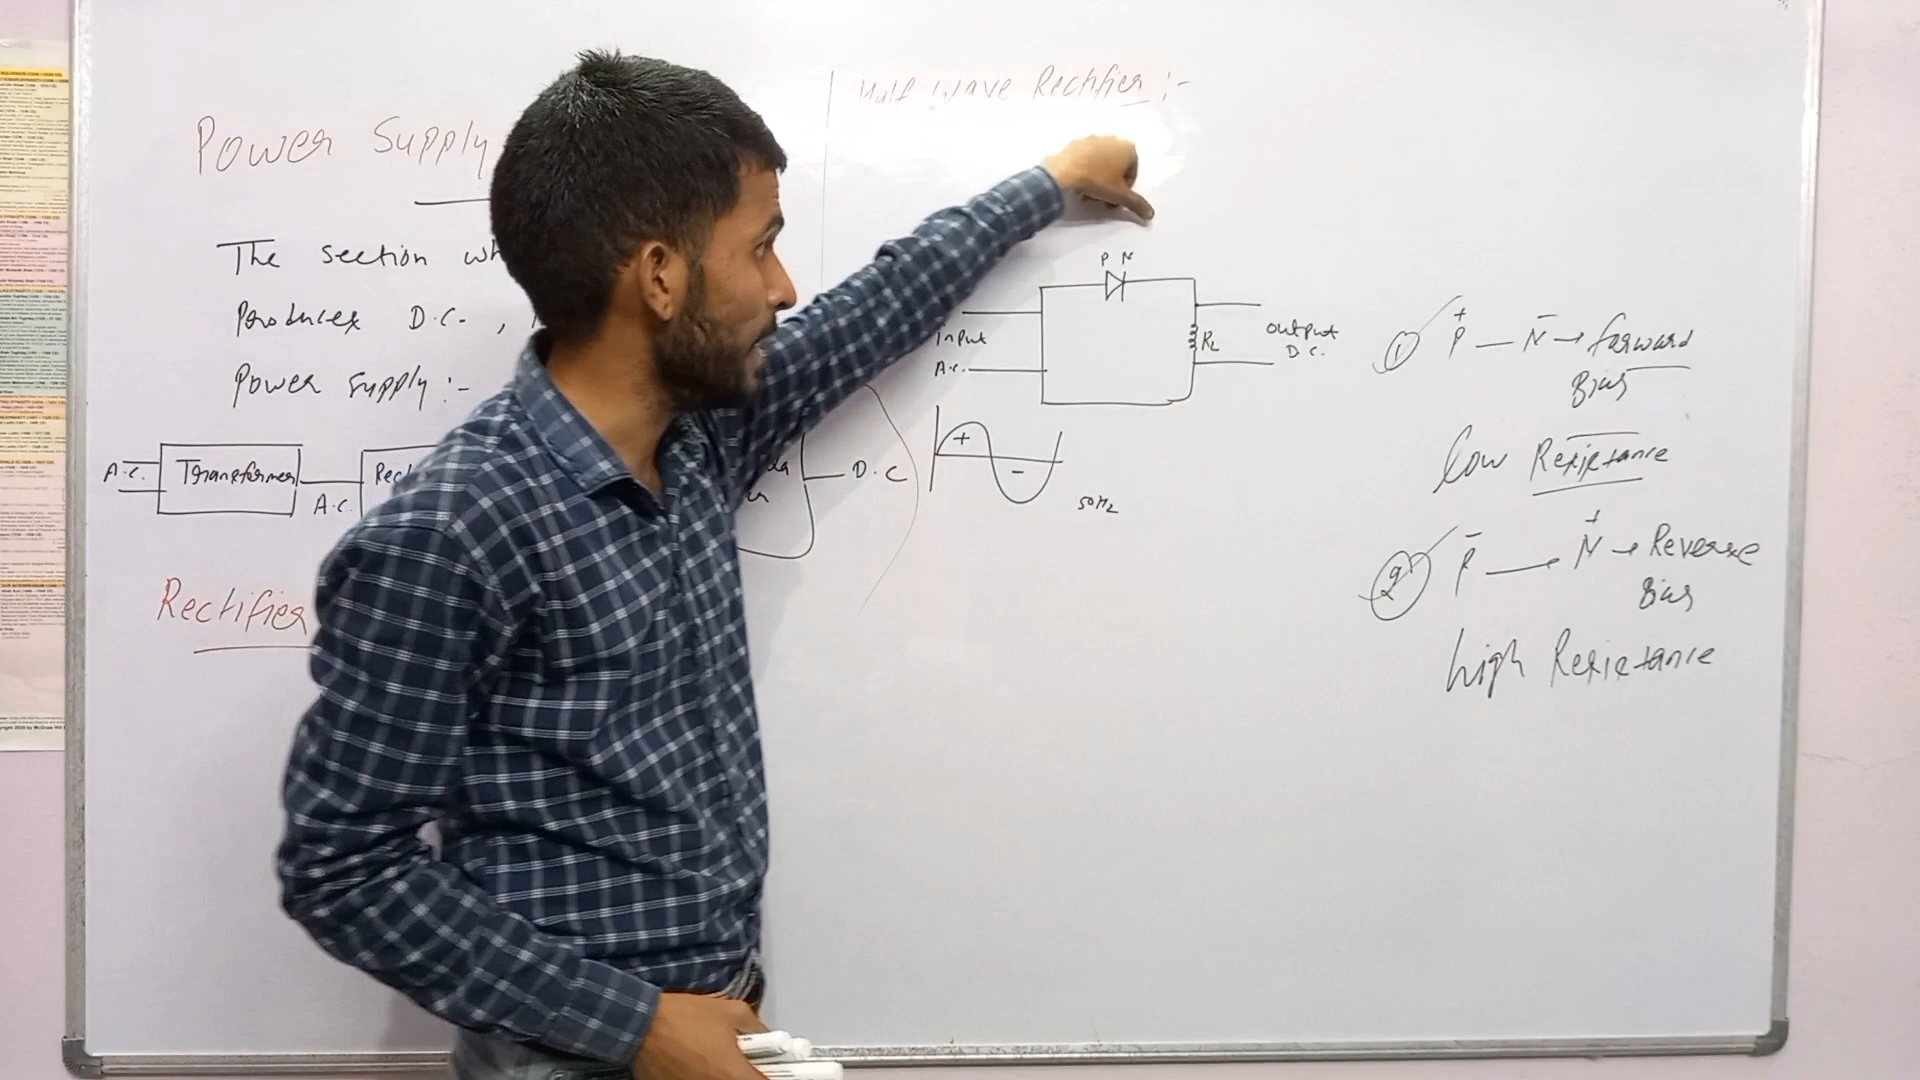 Power Supply
The section wh
Produces D.C. ,
Power Supply :-
A.C. Transformer A.C. Rec D.C
Rectifier
Half Wave Rectifier :-
P N
Input
A.C.
RL
output
D.C.
+
-
50Hz
① P+ — N- → forward
Bias
low Resistance
② P- — N+ → Reverse
Bias
high Resistance